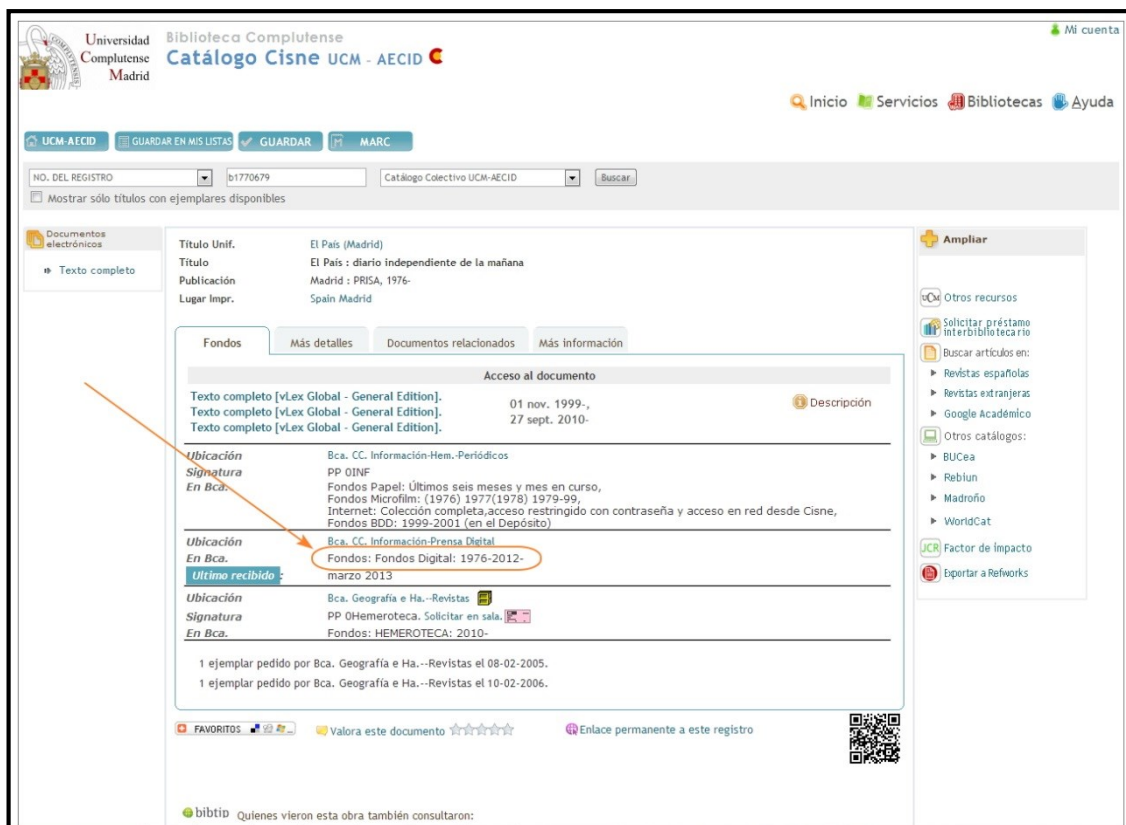 Universidad
Complutense
Madrid
Biblioteca Complutense
Catálogo Cisne UCM - AECID
Mi cuenta
Inicio Servicios Bibliotecas Ayuda
UCM-AECID GUARDAR EN MIS LISTAS GUARDAR MARC
NO. DEL REGISTRO b1770679 Catálogo Colectivo UCM-AECID Buscar
Mostrar sólo títulos con ejemplares disponibles
Documentos
electrónicos
Texto completo
Título Unif. El País (Madrid)
Título El País : diario independiente de la mañana
Publicación Madrid : PRISA, 1976-
Lugar Impr. Spain Madrid
Fondos Más detalles Documentos relacionados Más información
Acceso al documento
Texto completo [vLex Global - General Edition].
Texto completo [vLex Global - General Edition].
Texto completo [vLex Global - General Edition].
01 nov. 1999-,
27 sept. 2010-
Descripción
Ubicación Bca. CC. Información-Hem.-Periódicos
Signatura PP 0INF
En Bca. Fondos Papel: Últimos seis meses y mes en curso,
Fondos Microfilm: (1976) 1977(1978) 1979-99,
Internet: Colección completa,acceso restringido con contraseña y acceso en red desde Cisne,
Fondos BDD: 1999-2001 (en el Depósito)
Ubicación Bca. CC. Información-Prensa Digital
En Bca. Fondos: Fondos Digital: 1976-2012-
Ultimo recibido : marzo 2013
Ubicación Bca. Geografía e Ha.--Revistas
Signatura PP 0Hemeroteca. Solicitar en sala.
En Bca. Fondos: HEMEROTECA: 2010-
1 ejemplar pedido por Bca. Geografía e Ha.--Revistas el 08-02-2005.
1 ejemplar pedido por Bca. Geografía e Ha.--Revistas el 10-02-2006.
FAVORITOS Valora este documento Enlace permanente a este registro
bibtip Quienes vieron esta obra también consultaron:
Ampliar
UCM Otros recursos
Solicitar préstamo
interbibliotecario
Buscar artículos en:
Revistas españolas
Revistas extranjeras
Google Académico
Otros catálogos:
BUCea
Rebiun
Madroño
WorldCat
JCR Factor de Impacto
Exportar a Refworks